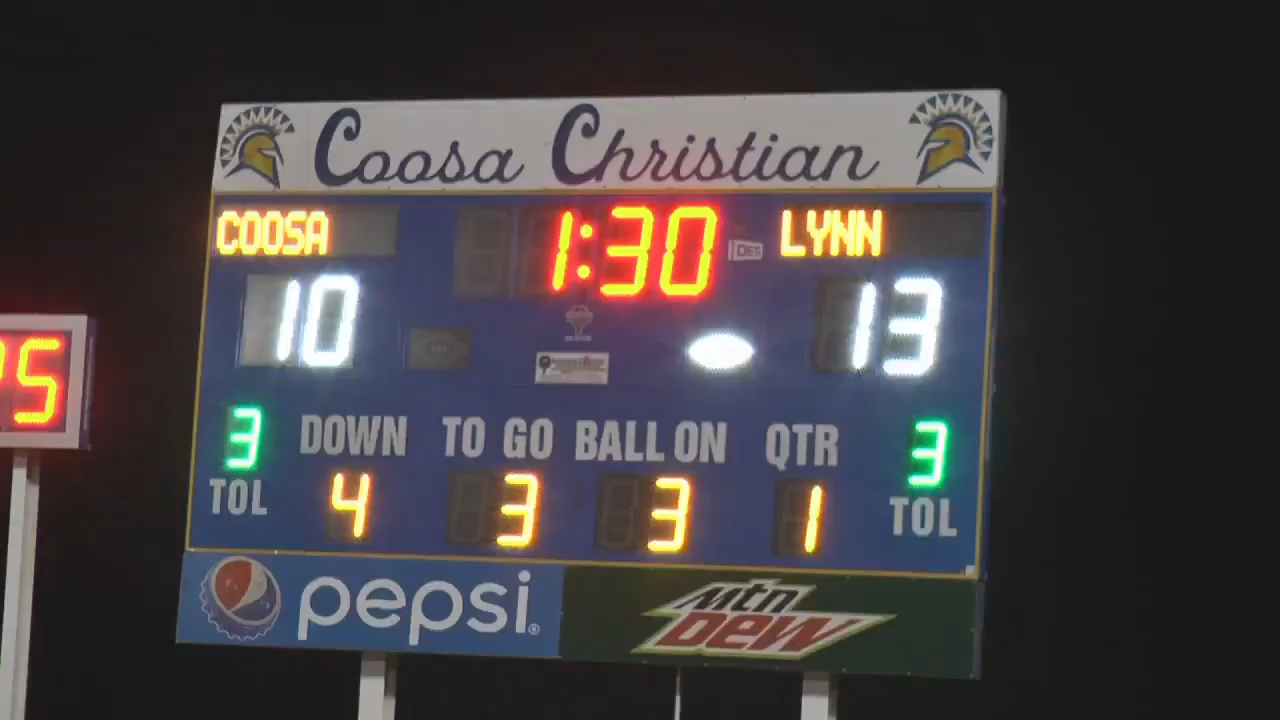 Coosa Christian
COOSA 1:30 LYNN
10 13
3 DOWN TO GO BALL ON QTR 3
TOL 4 3 3 1 TOL
5
pepsi
Mtn
Dew